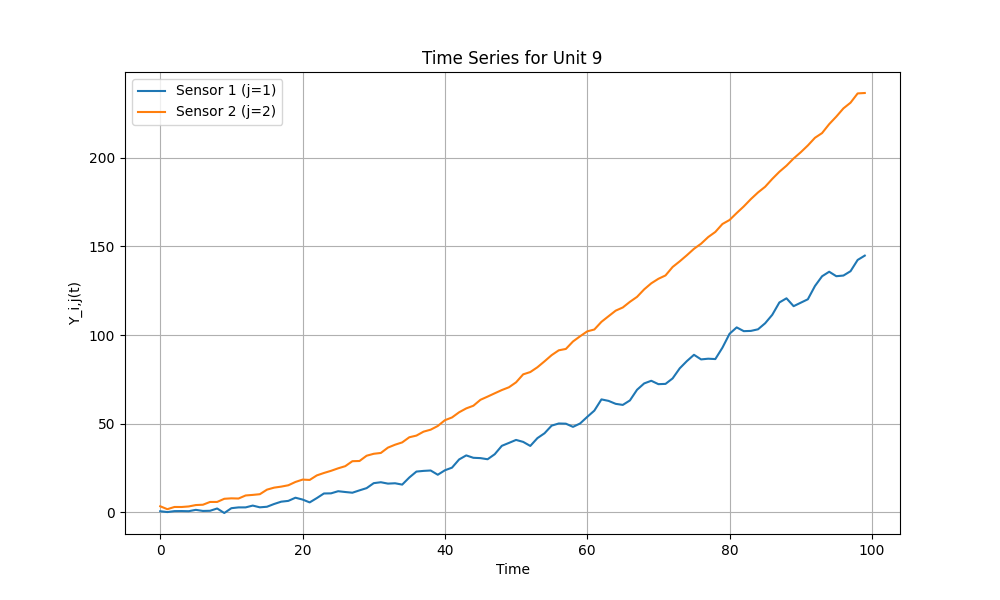 Time Series for Unit 9
Sensor 1 (j=1)
Sensor 2 (j=2)
Y_i,j(t)
200
150
100
50
0
0 20 40 60 80 100
Time